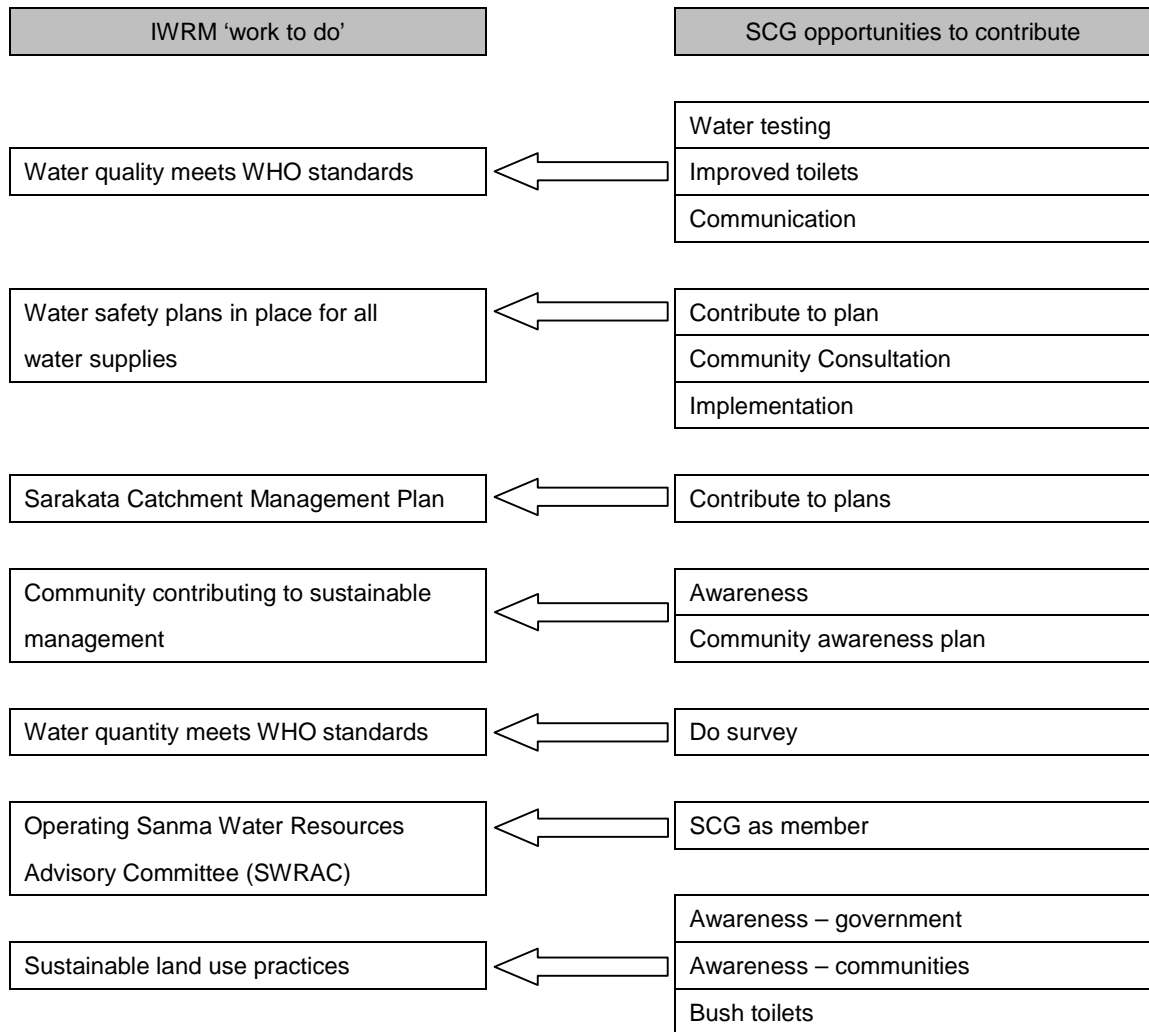 IWRM ‘work to do’
SCG opportunities to contribute
Water quality meets WHO standards
Water testing
Improved toilets
Communication
Water safety plans in place for all
water supplies
Contribute to plan
Community Consultation
Implementation
Sarakata Catchment Management Plan
Contribute to plans
Community contributing to sustainable
management
Awareness
Community awareness plan
Water quantity meets WHO standards
Do survey
Operating Sanma Water Resources
Advisory Committee (SWRAC)
SCG as member
Sustainable land use practices
Awareness – government
Awareness – communities
Bush toilets